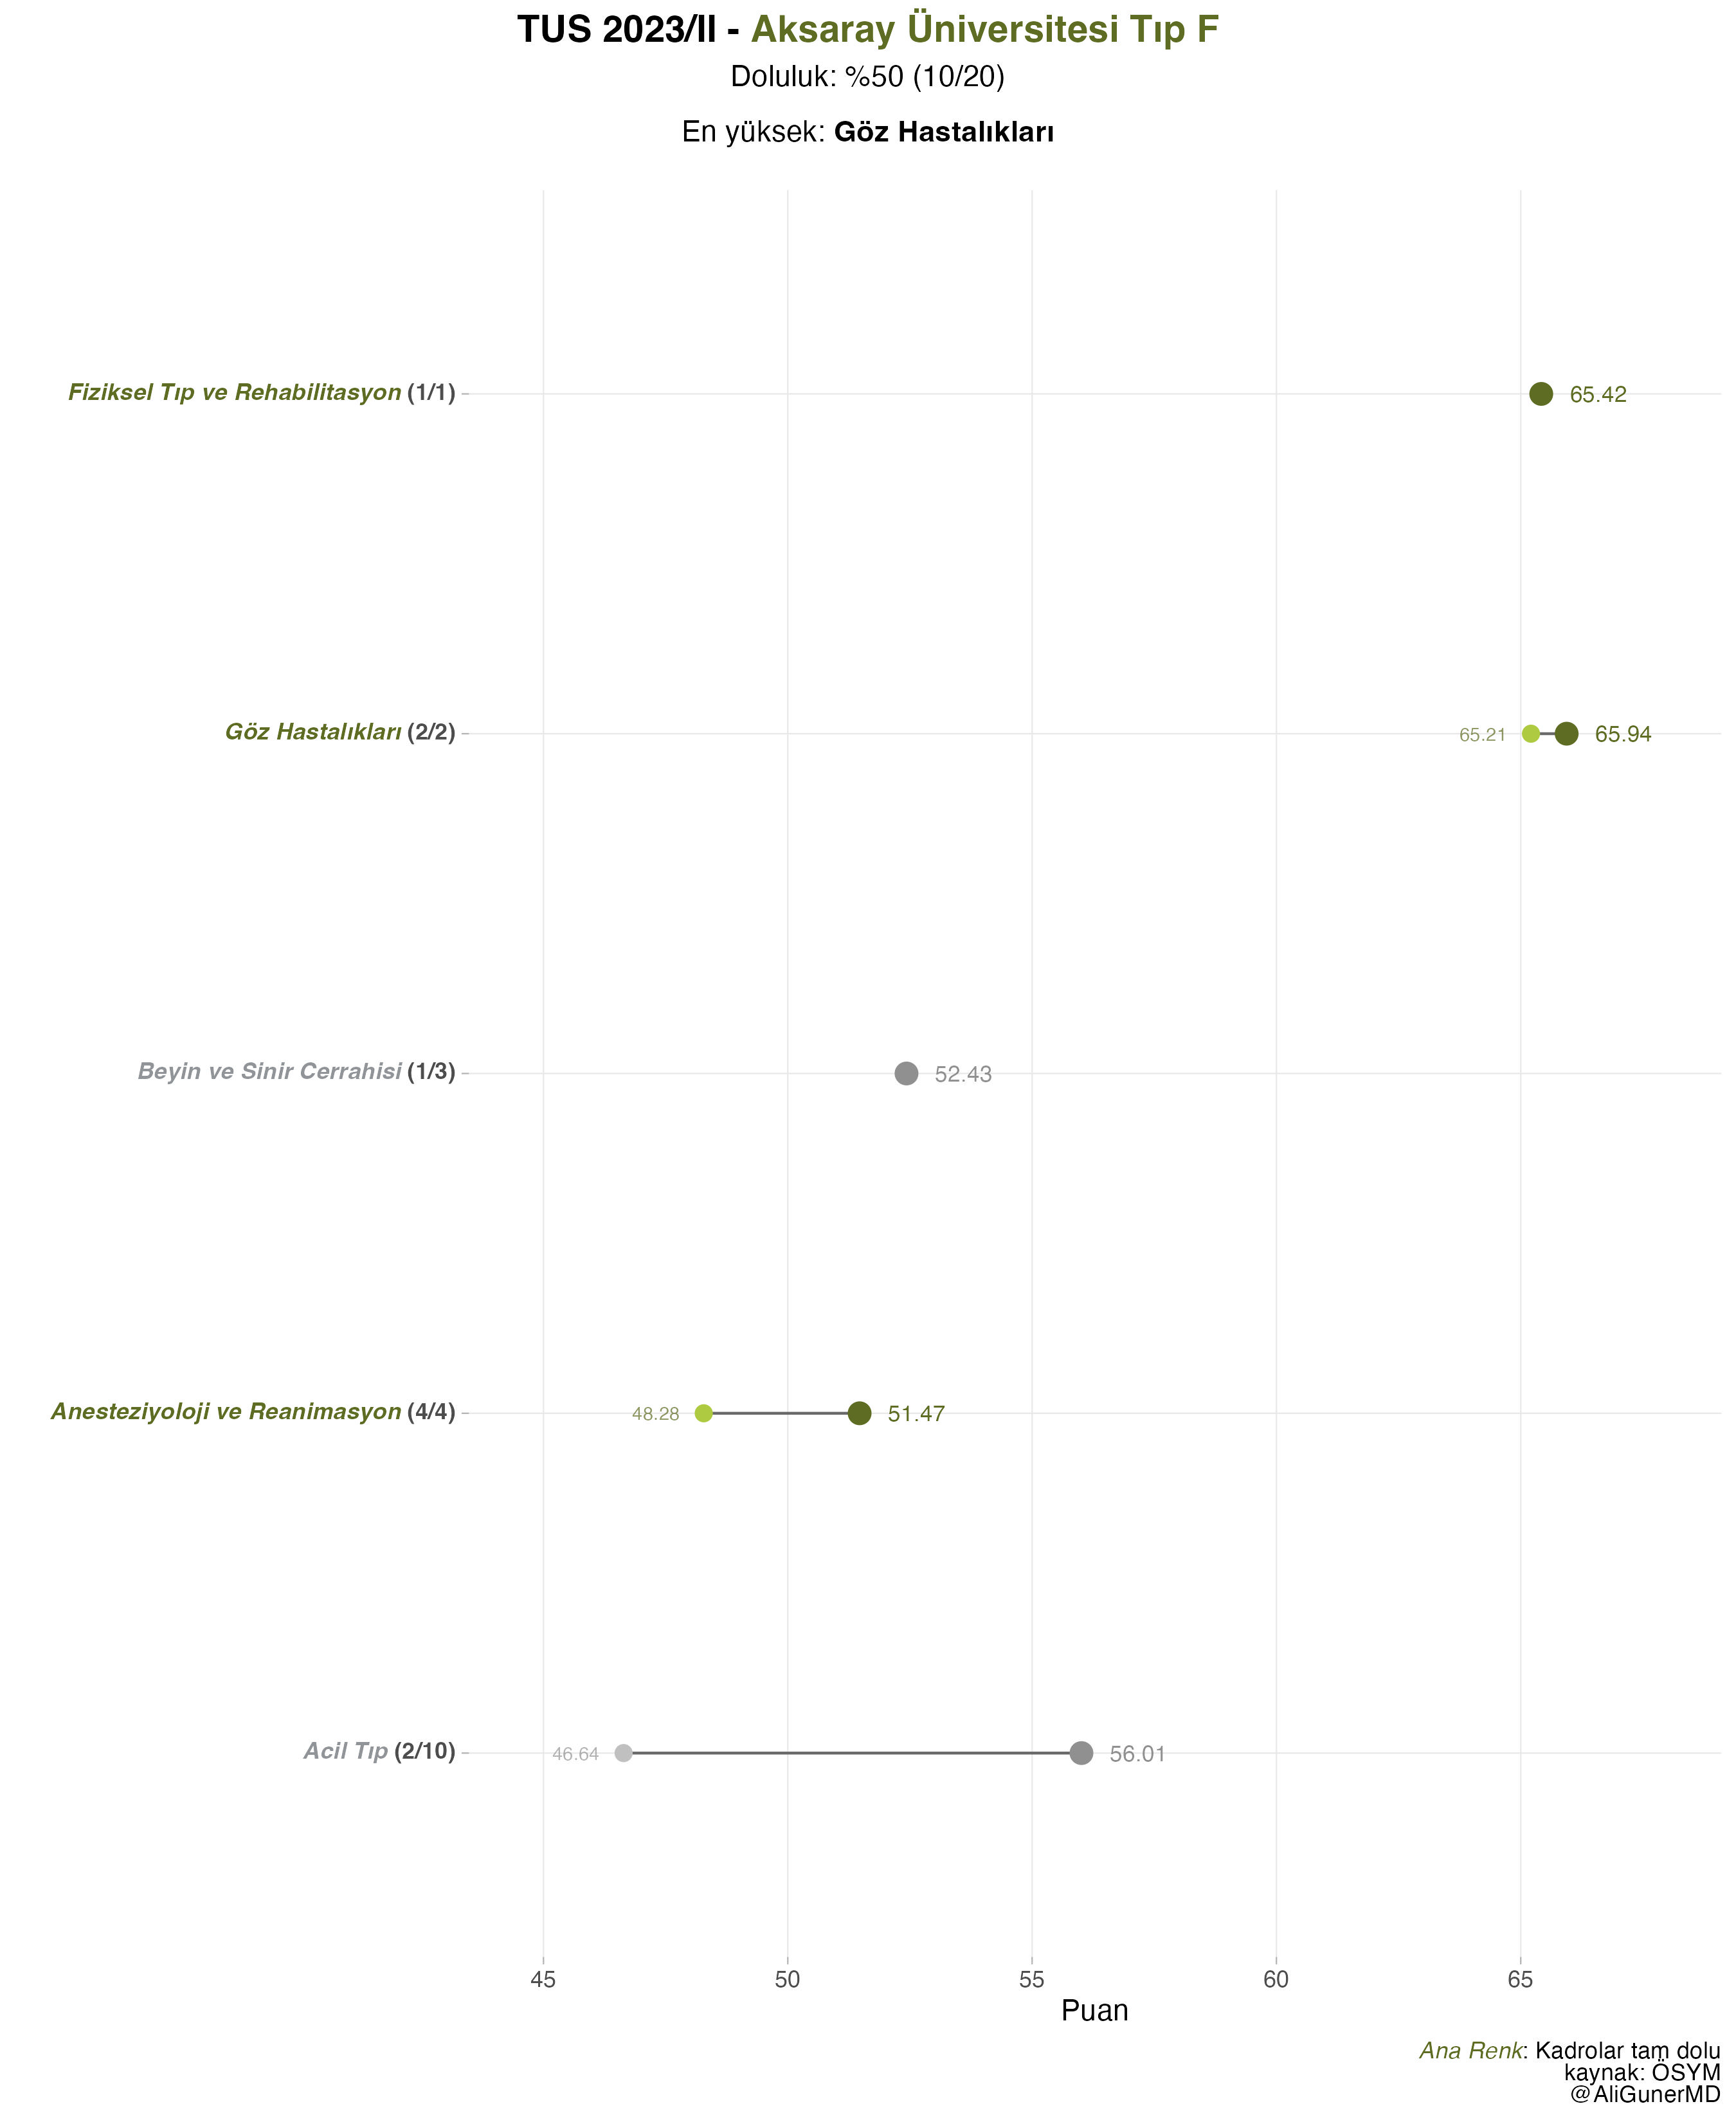 TUS 2023/II - Aksaray Üniversitesi Tıp F
Doluluk: %50 (10/20)
En yüksek: Göz Hastalıkları
Fiziksel Tıp ve Rehabilitasyon (1/1)
65.42
Göz Hastalıkları (2/2)
65.21
65.94
Beyin ve Sinir Cerrahisi (1/3)
52.43
Anesteziyoloji ve Reanimasyon (4/4)
48.28
51.47
Acil Tıp (2/10)
46.64
56.01
45 50 55 60 65
Puan
Ana Renk: Kadrolar tam dolu
kaynak: ÖSYM
@AliGunerMD